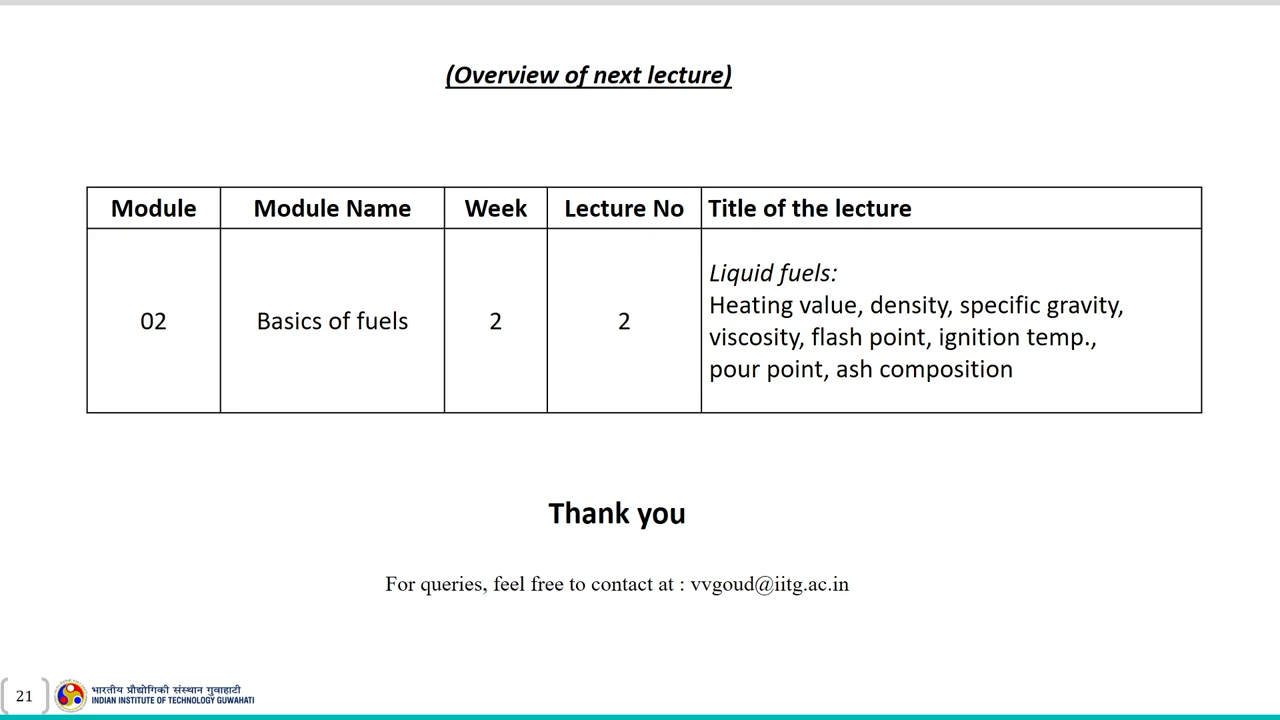 (Overview of next lecture)
Module Module Name Week Lecture No Title of the lecture
02 Basics of fuels 2 2
Liquid fuels:
Heating value, density, specific gravity,
viscosity, flash point, ignition temp.,
pour point, ash composition
Thank you
For queries, feel free to contact at : vvgoud@iitg.ac.in
21
भारतीय प्रौद्योगिकी संस्थान गुवाहाटी
INDIAN INSTITUTE OF TECHNOLOGY GUWAHATI